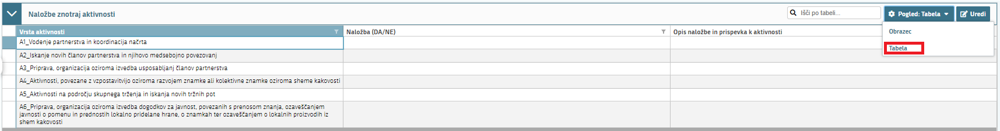 Naložbe znotraj aktivnosti
Išči po tabeli...
Pogled: Tabela
Uredi
Obrazec
Tabela
Vrsta aktivnosti
Naložba (DA/NE)
Opis naložbe in prispevka k aktivnosti
A1_Vodenje partnerstva in koordinacija načrta
A2_Iskanje novih članov partnerstva in njihovo medsebojno povezovanj
A3_Priprava, organizacija oziroma izvedba usposabljanj članov partnerstva
A4_Aktivnosti, povezane z vzpostavitvijo oziroma razvojem znamke ali kolektivne znamke oziroma sheme kakovosti
A5_Aktivnosti na področju skupnega trženja in iskanja novih tržnih pot
A6_Priprava, organizacija oziroma izvedba dogodkov za javnost, povezanih s prenosom znanja, ozaveščanjem
javnosti o pomenu in prednostih lokalno pridelane hrane, o znamkah ter ozaveščanjem o lokalnih proizvodih iz
shem kakovosti